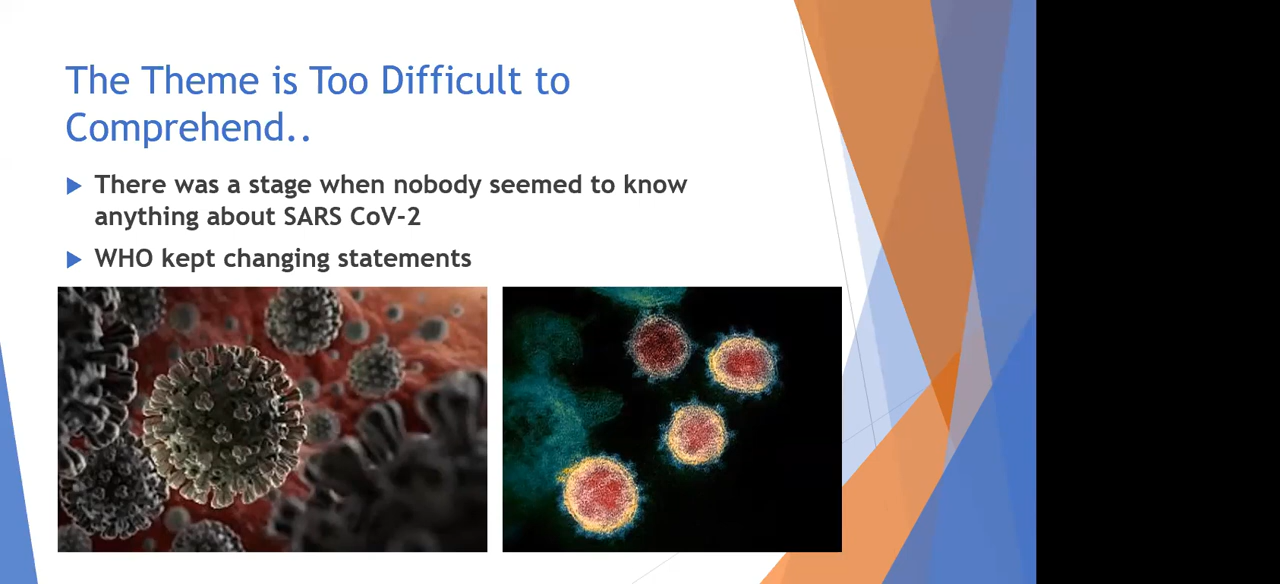 The Theme is Too Difficult to
Comprehend..
There was a stage when nobody seemed to know
anything about SARS CoV-2
WHO kept changing statements